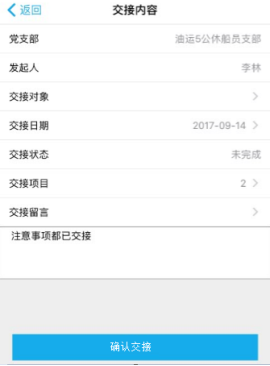 返回 交接内容
党支部 油运5公休船员支部
发起人 李林
交接对象
交接日期 2017-09-14
交接状态 未完成
交接项目 2
交接留言
注意事项都已交接
确认交接